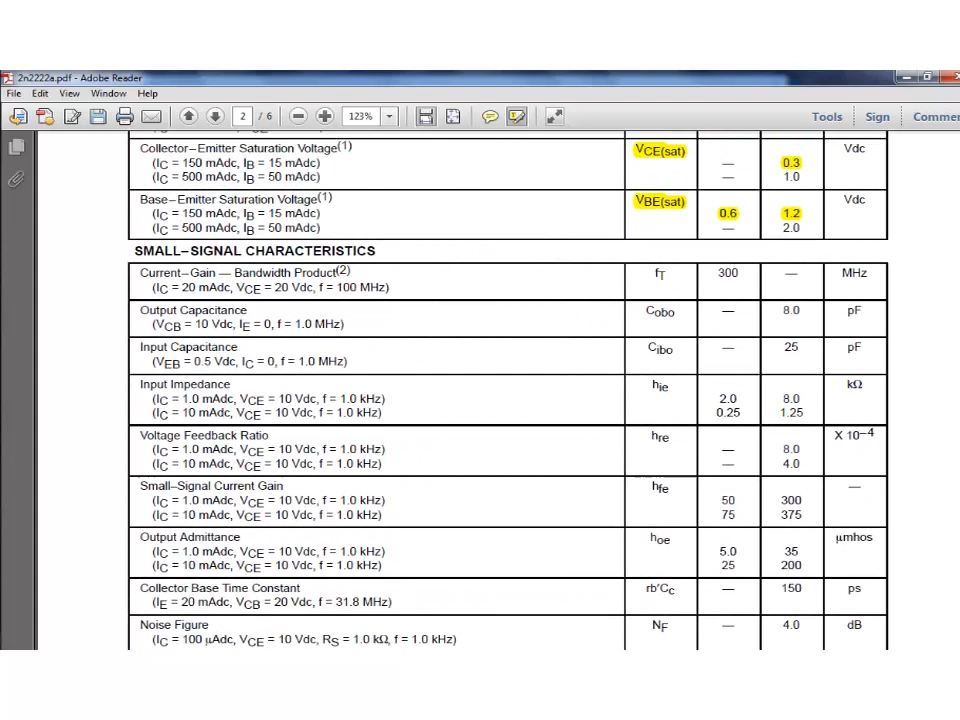 2n2222a.pdf - Adobe Reader
File Edit View Window Help
2 / 6 123% Tools Sign Comme
Collector–Emitter Saturation Voltage(1) VCE(sat) Vdc
(IC = 150 mAdc, IB = 15 mAdc) — 0.3
(IC = 500 mAdc, IB = 50 mAdc) — 1.0
Base–Emitter Saturation Voltage(1) VBE(sat) Vdc
(IC = 150 mAdc, IB = 15 mAdc) 0.6 1.2
(IC = 500 mAdc, IB = 50 mAdc) — 2.0
SMALL–SIGNAL CHARACTERISTICS
Current–Gain — Bandwidth Product(2) fT 300 — MHz
(IC = 20 mAdc, VCE = 20 Vdc, f = 100 MHz)
Output Capacitance Cobo — 8.0 pF
(VCB = 10 Vdc, IE = 0, f = 1.0 MHz)
Input Capacitance Cibo — 25 pF
(VEB = 0.5 Vdc, IC = 0, f = 1.0 MHz)
Input Impedance hie kΩ
(IC = 1.0 mAdc, VCE = 10 Vdc, f = 1.0 kHz) 2.0 8.0
(IC = 10 mAdc, VCE = 10 Vdc, f = 1.0 kHz) 0.25 1.25
Voltage Feedback Ratio hre X 10−4
(IC = 1.0 mAdc, VCE = 10 Vdc, f = 1.0 kHz) — 8.0
(IC = 10 mAdc, VCE = 10 Vdc, f = 1.0 kHz) — 4.0
Small–Signal Current Gain hfe —
(IC = 1.0 mAdc, VCE = 10 Vdc, f = 1.0 kHz) 50 300
(IC = 10 mAdc, VCE = 10 Vdc, f = 1.0 kHz) 75 375
Output Admittance hoe µmhos
(IC = 1.0 mAdc, VCE = 10 Vdc, f = 1.0 kHz) 5.0 35
(IC = 10 mAdc, VCE = 10 Vdc, f = 1.0 kHz) 25 200
Collector Base Time Constant rb′Cc — 150 ps
(IE = 20 mAdc, VCB = 20 Vdc, f = 31.8 MHz)
Noise Figure NF — 4.0 dB
(IC = 100 µAdc, VCE = 10 Vdc, RS = 1.0 kΩ, f = 1.0 kHz)